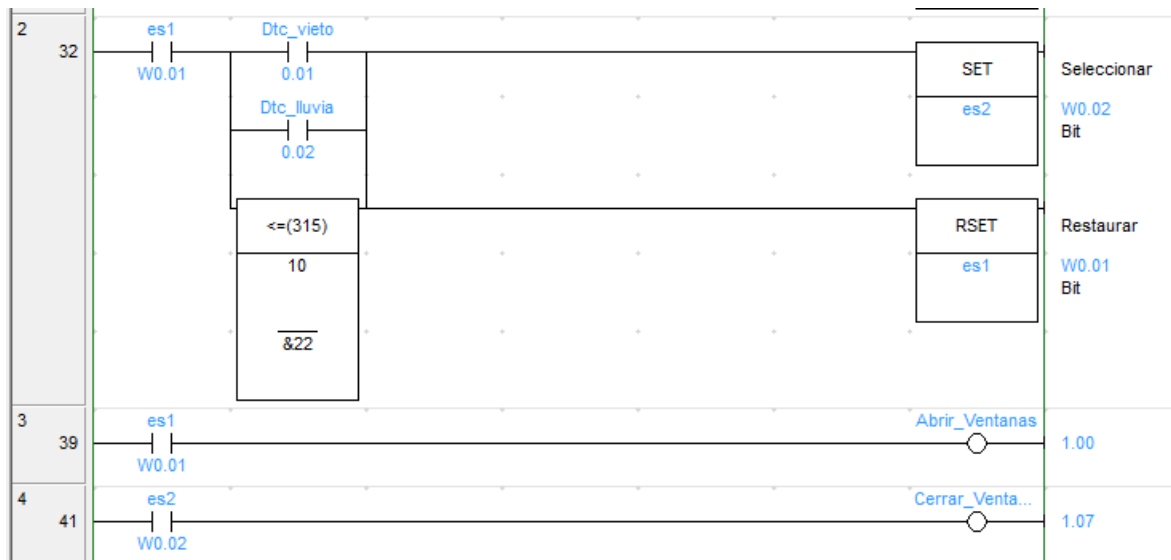 2
es1
Dtc_vieto
32
W0.01
0.01
SET
Seleccionar
Dtc_lluvia
es2
W0.02
Bit
0.02
<=(315)
RSET
Restaurar
10
es1
W0.01
Bit
&22
3
es1
Abrir_Ventanas
39
1.00
W0.01
4
es2
Cerrar_Venta...
41
1.07
W0.02